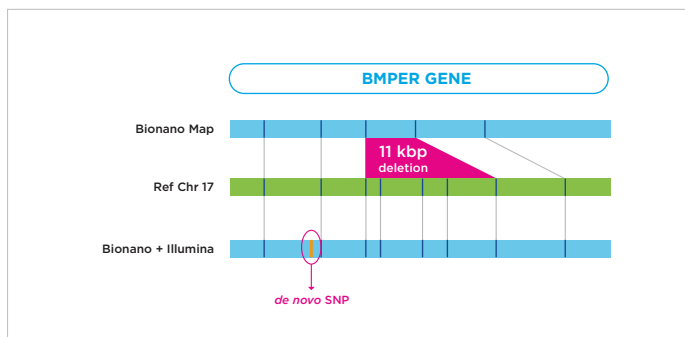 BMPER GENE
Bionano Map
11 kbp
deletion
Ref Chr 17
Bionano + Illumina
de novo SNP